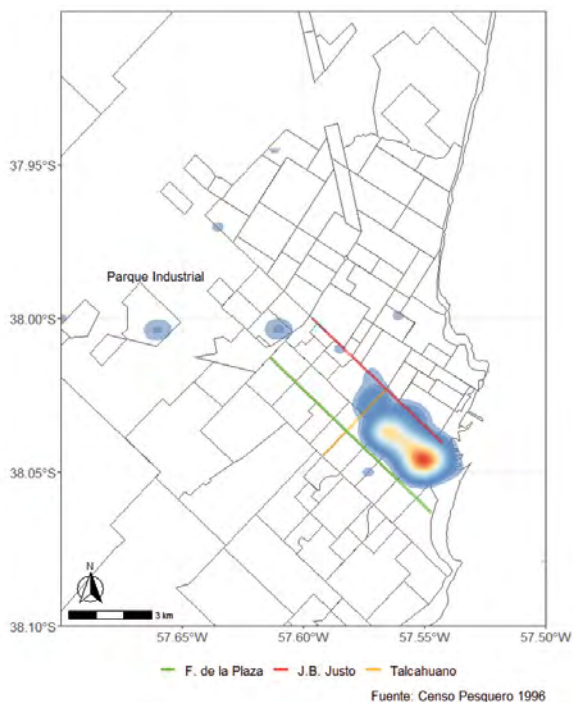 37.95°S
Parque Industrial
38.00°S
38.05°S
N
3 km
38.10°S
57.65°W 57.60°W 57.55°W 57.50°W
F. de la Plaza J.B. Justo Talcahuano
Fuente: Censo Pesquero 1996